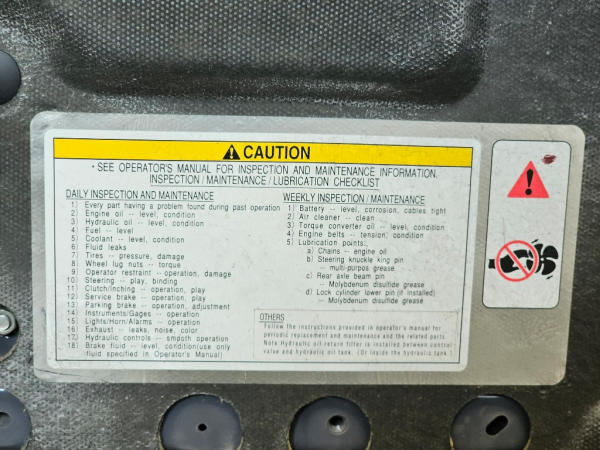 CAUTION
• SEE OPERATOR'S MANUAL FOR INSPECTION AND MAINTENANCE INFORMATION.
INSPECTION / MAINTENANCE / LUBRICATION CHECKLIST
DAILY INSPECTION AND MAINTENANCE
1) Every part having a problem found during past operation
2) Engine oil -- level, condition
3) Hydraulic oil -- level, condition
4) Fuel -- level
5) Coolant -- level, condition
6) Fluid leaks
7) Tires -- pressure, damage
8) Wheel lug nuts -- torque
9) Operator restraint -- operation, damage
10) Steering -- play, binding
11) Clutch/Inching -- operation, play
12) Service brake -- operation, play
13) Parking brake -- operation, adjustment
14) Instruments/Gages -- operation
15) Lights/Horn/Alarms -- operation
16) Exhaust -- leaks, noise, color
17) Hydraulic controls -- smooth operation
18) Brake fluid -- level, condition(use only
fluid specified in Operator's Manual)
WEEKLY INSPECTION / MAINTENANCE
1) Battery -- level, corrosion, cables tight
2) Air cleaner -- clean
3) Torque converter oil -- level, condition
4) Engine belts -- tension, condition
5) Lubrication points.
a) Chains -- engine oil
b) Steering knuckle king pin
-- multi-purpos grease
c) Rear axle beam pin
-- Molybdenum disulfide grease
d) Lock cylinder lower pin (if installed)
-- Molybdenum disulfide grease
OTHERS
Follow the instructions provided in operator's manual for
periodic replacement and maintenance and the related parts.
Note Hydraulic oil return filter is installed between control
valve and hydraulic oil tank. (Or inside the hydraulic tank.)